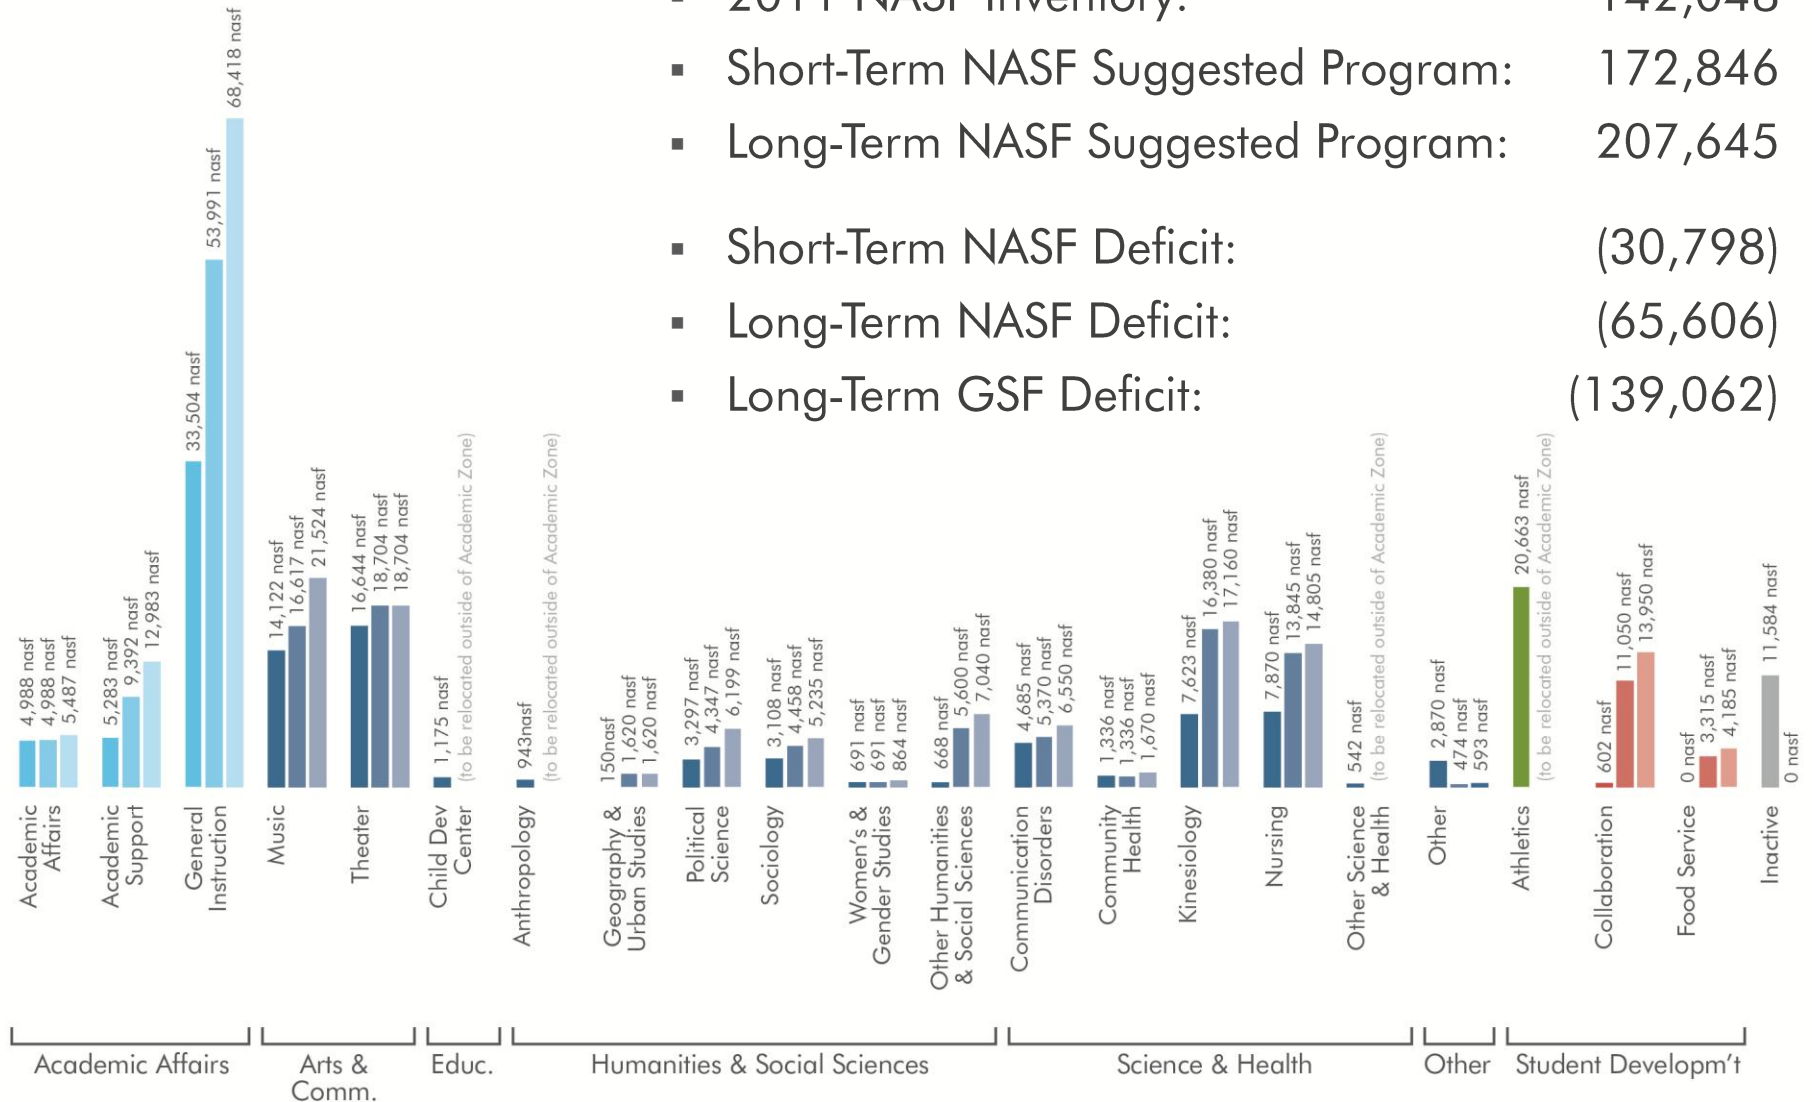 2011 NASF Inventory: 142,048
▪ Short-Term NASF Suggested Program: 172,846
▪ Long-Term NASF Suggested Program: 207,645
▪ Short-Term NASF Deficit: (30,798)
▪ Long-Term NASF Deficit: (65,606)
▪ Long-Term GSF Deficit: (139,062)
4,988 nasf
4,988 nasf
5,487 nasf
5,283 nasf
9,392 nasf
12,983 nasf
33,504 nasf
53,991 nasf
68,418 nasf
14,122 nasf
16,617 nasf
21,524 nasf
16,644 nasf
18,704 nasf
18,704 nasf
1,175 nasf
(to be relocated outside of Academic Zone)
943nasf
(to be relocated outside of Academic Zone)
150nasf
1,620 nasf
1,620 nasf
3,297 nasf
4,347 nasf
6,199 nasf
3,108 nasf
4,458 nasf
5,235 nasf
691 nasf
691 nasf
864 nasf
668 nasf
5,600 nasf
7,040 nasf
4,685 nasf
5,370 nasf
6,550 nasf
1,336 nasf
1,336 nasf
1,670 nasf
7,623 nasf
16,380 nasf
17,160 nasf
7,870 nasf
13,845 nasf
14,805 nasf
542 nasf
(to be relocated outside of Academic Zone)
2,870 nasf
474 nasf
593 nasf
20,663 nasf
(to be relocated outside of Academic Zone)
602 nasf
11,050 nasf
13,950 nasf
0 nasf
3,315 nasf
4,185 nasf
11,584 nasf
0 nasf
Academic
Affairs
Academic
Support
General
Instruction
Music
Theater
Child Dev
Center
Anthropology
Geography &
Urban Studies
Political
Science
Sociology
Women's &
Gender Studies
Other Humanities
& Social Sciences
Communication
Disorders
Community
Health
Kinesiology
Nursing
Other Science
& Health
Other
Athletics
Collaboration
Food Service
Inactive
Academic Affairs
Arts &
Comm.
Educ.
Humanities & Social Sciences
Science & Health
Other
Student Developm't